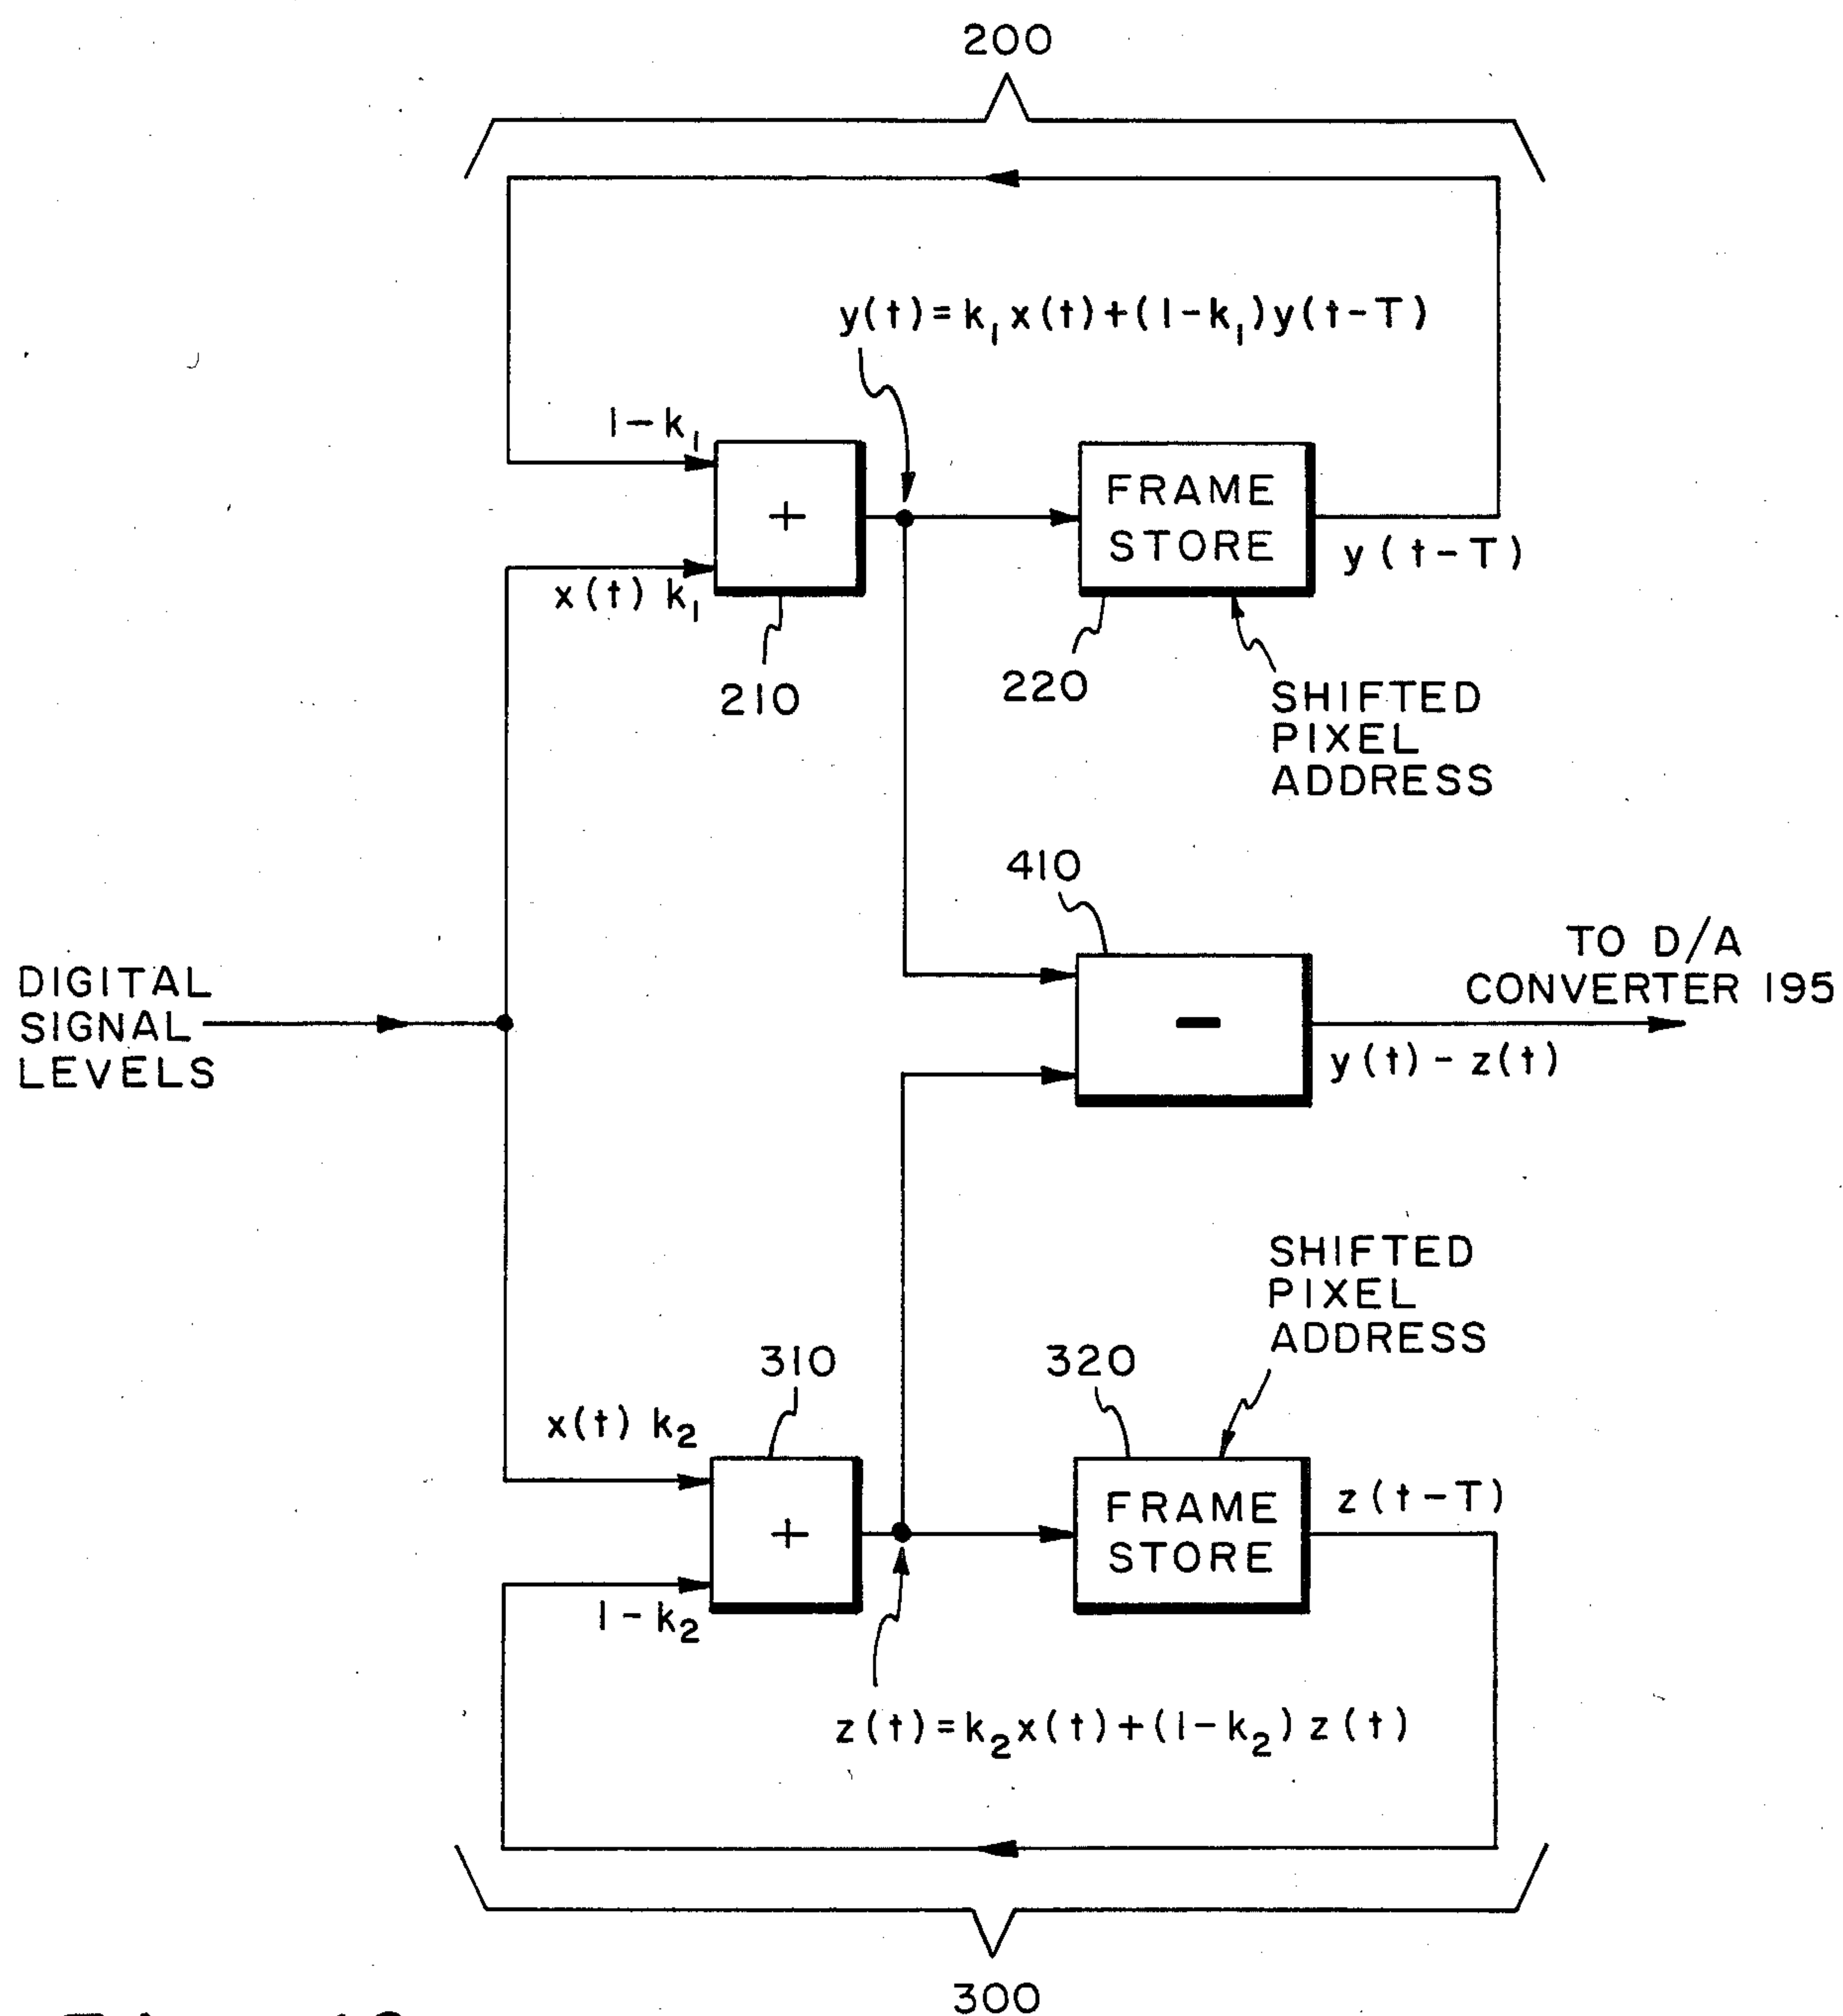 200
y(t)=k₁x(t)+(1-k₁)y(t-T)
1-k₁
+
FRAME
STORE
x(t) k₁
y(t-T)
210
220
SHIFTED
PIXEL
ADDRESS
410
TO D/A
CONVERTER 195
DIGITAL
SIGNAL
LEVELS
-
y(t)-z(t)
SHIFTED
PIXEL
ADDRESS
310
320
x(t) k₂
z(t-T)
+
FRAME
STORE
1-k₂
z(t)=k₂x(t)+(1-k₂)z(t)
300